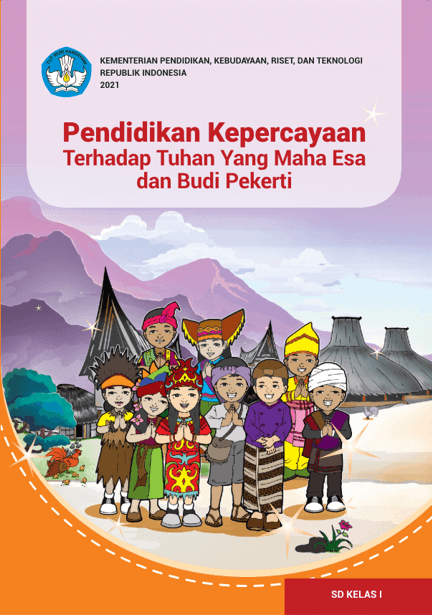 KEMENTERIAN PENDIDIKAN, KEBUDAYAAN, RISET, DAN TEKNOLOGI
REPUBLIK INDONESIA
2021
Pendidikan Kepercayaan
Terhadap Tuhan Yang Maha Esa
dan Budi Pekerti
SD KELAS I